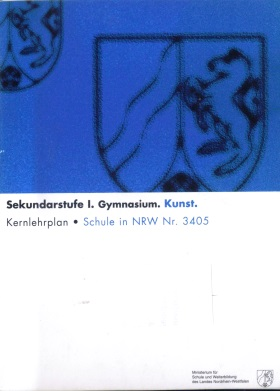 Sekundarstufe I. Gymnasium. Kunst.
Kernlehrplan • Schule in NRW Nr. 3405
Ministerium für
Schule und Weiterbildung
des Landes Nordrhein-Westfalen